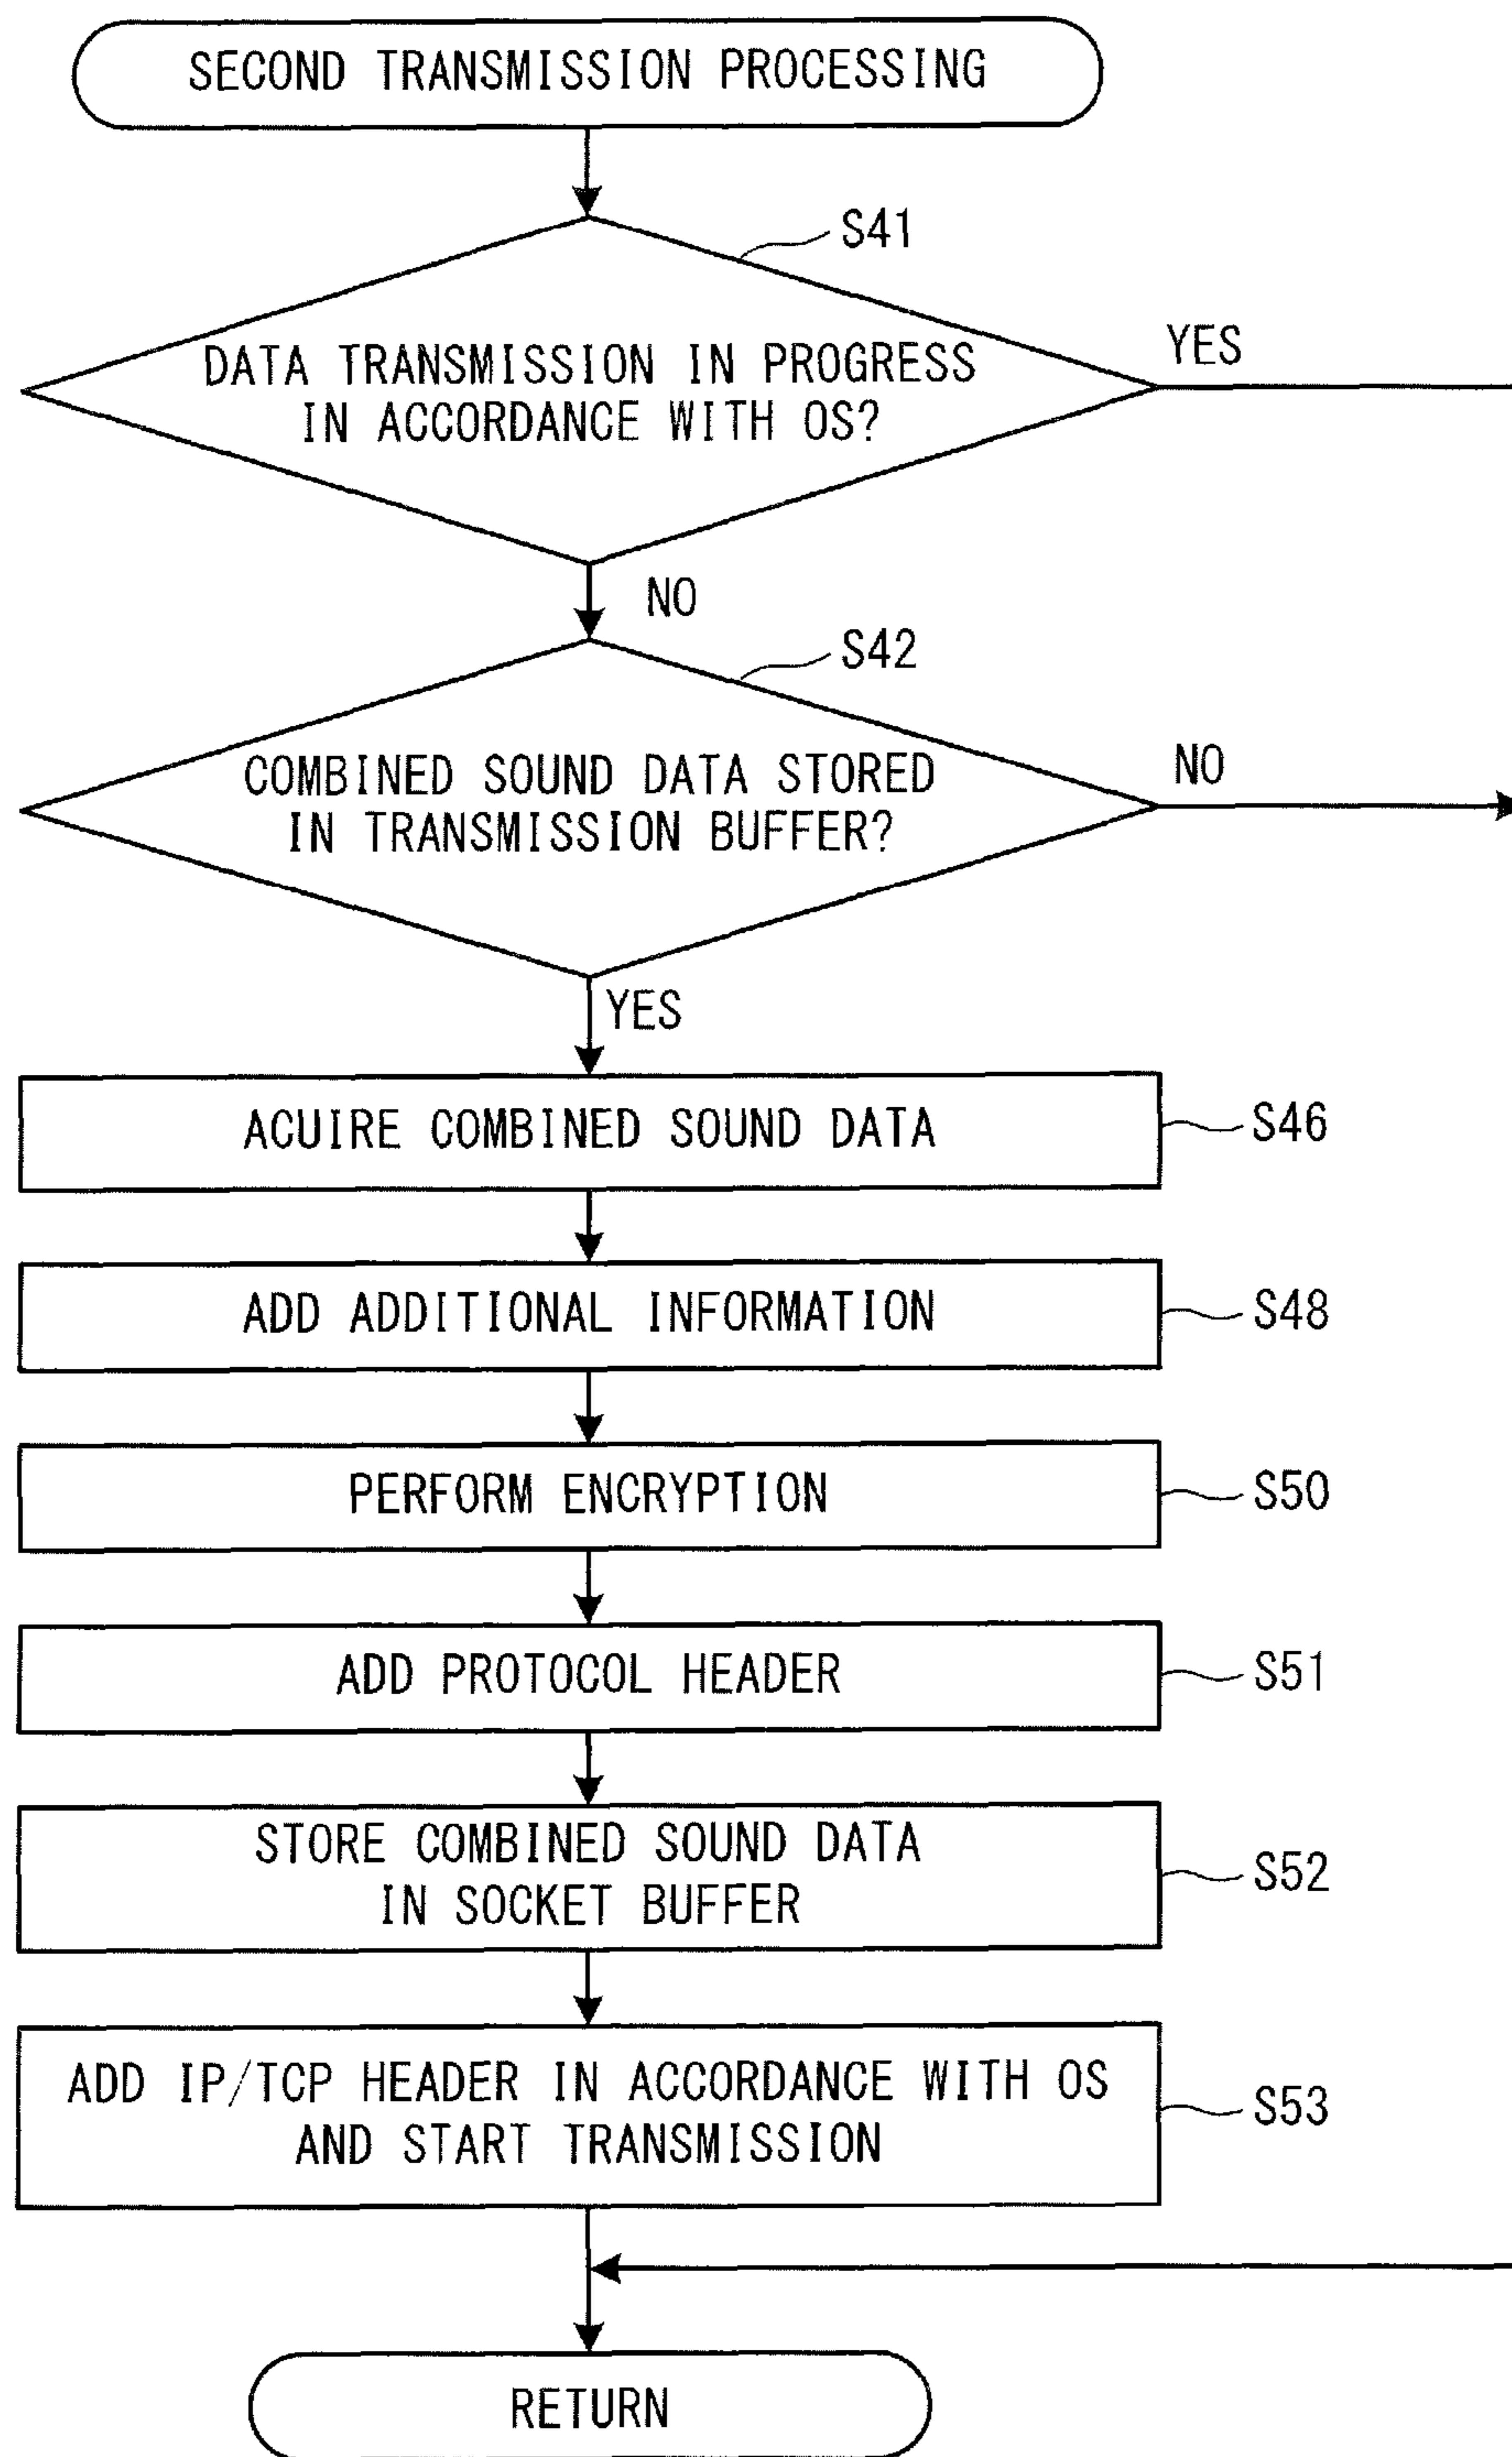 SECOND TRANSMISSION PROCESSING
S41
DATA TRANSMISSION IN PROGRESS
IN ACCORDANCE WITH OS?
YES
NO
S42
COMBINED SOUND DATA STORED
IN TRANSMISSION BUFFER?
NO
YES
ACUIRE COMBINED SOUND DATA
S46
ADD ADDITIONAL INFORMATION
S48
PERFORM ENCRYPTION
S50
ADD PROTOCOL HEADER
S51
STORE COMBINED SOUND DATA
IN SOCKET BUFFER
S52
ADD IP/TCP HEADER IN ACCORDANCE WITH OS
AND START TRANSMISSION
S53
RETURN